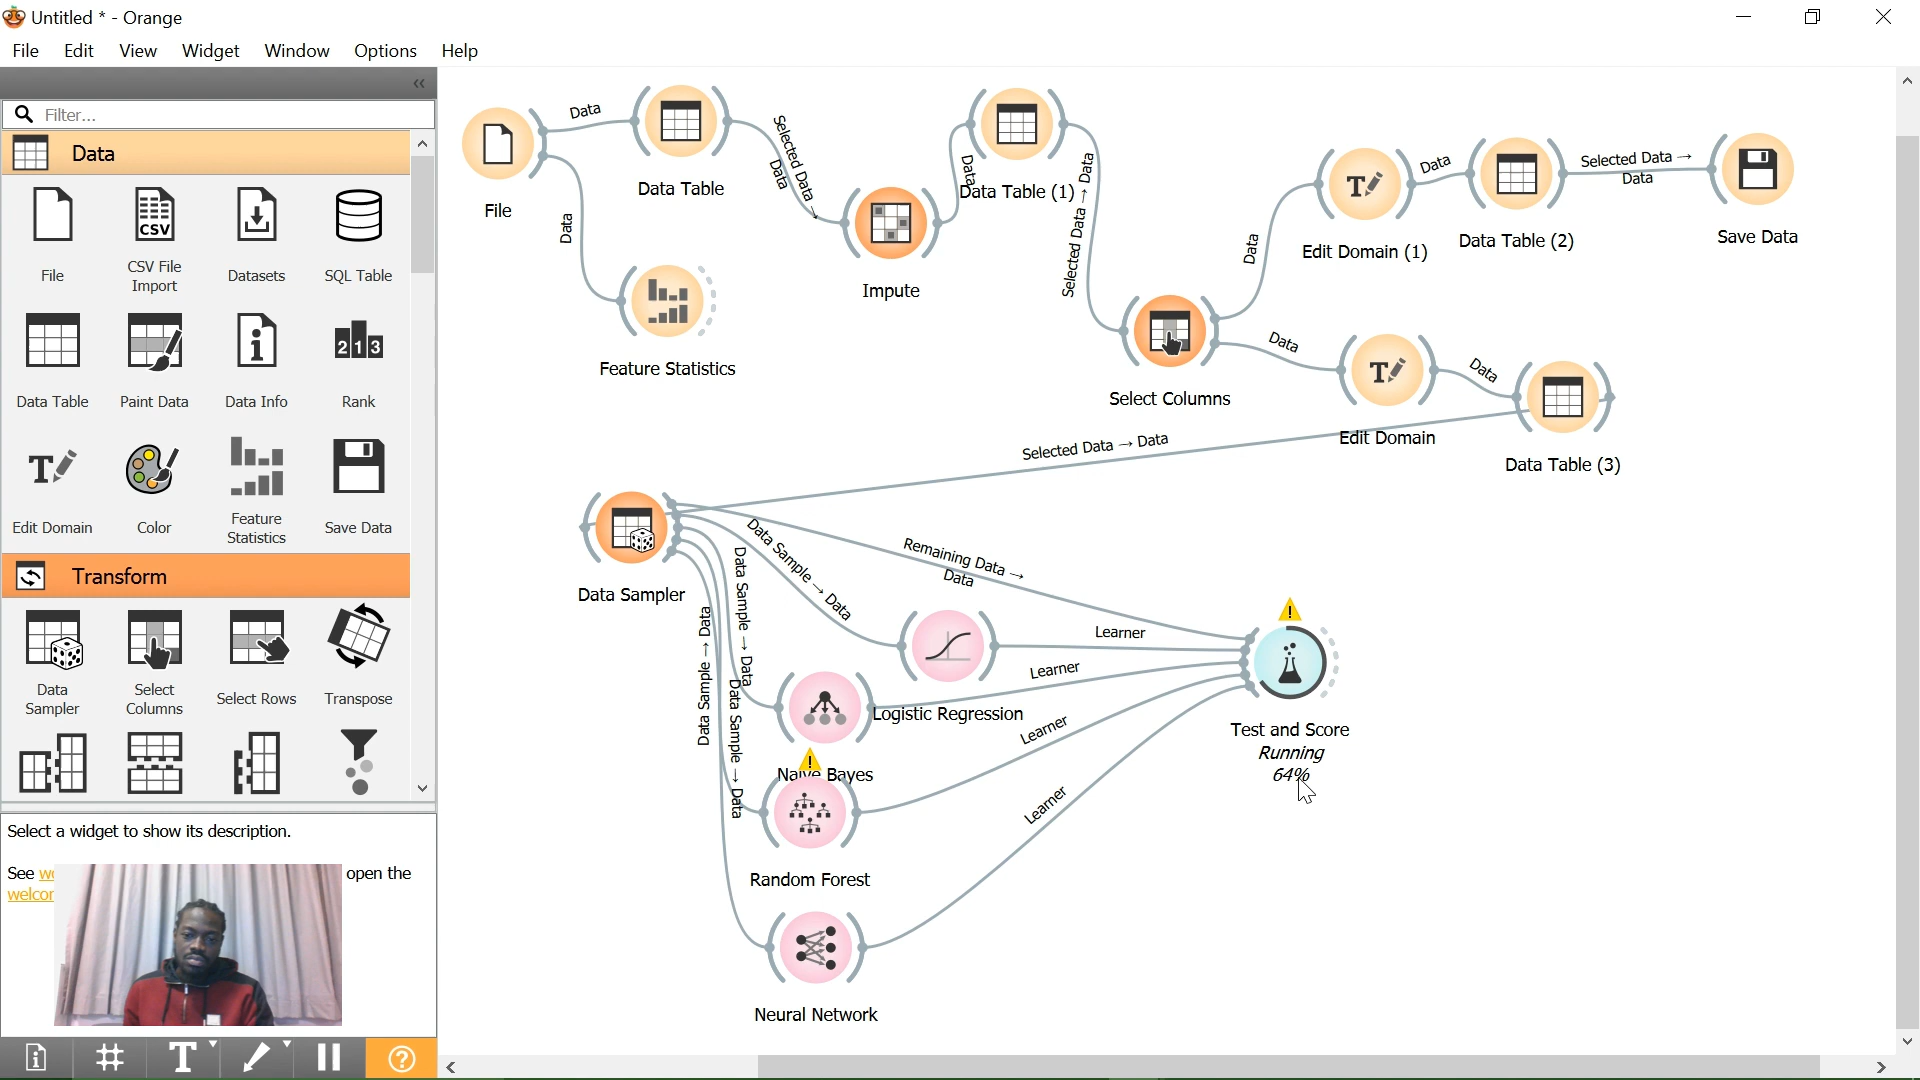 Untitled * - Orange
File Edit View Widget Window Options Help
Filter...
Data
File
CSV File
Import
Datasets
SQL Table
Data Table
Paint Data
Data Info
Rank
Edit Domain
Color
Feature
Statistics
Save Data
Transform
Data
Sampler
Select
Columns
Select Rows
Transpose
Select a widget to show its description.
See
open the
welcor
File
Data
Data
Data Table
Selected Data →
Data
Feature Statistics
Impute
Data
Data Table (1)
Selected Data → Data
Select Columns
Data
Edit Domain (1)
Data
Data Table (2)
Selected Data →
Data
Save Data
Data
Edit Domain
Data
Data Table (3)
Selected Data → Data
Data Sampler
Remaining Data →
Data
Data Sample → Data
Data Sample → Data
Data Sample → Data
Data Sample → Data
Logistic Regression
Learner
Naive Bayes
Learner
Random Forest
Learner
Neural Network
Learner
Test and Score
Running
64%